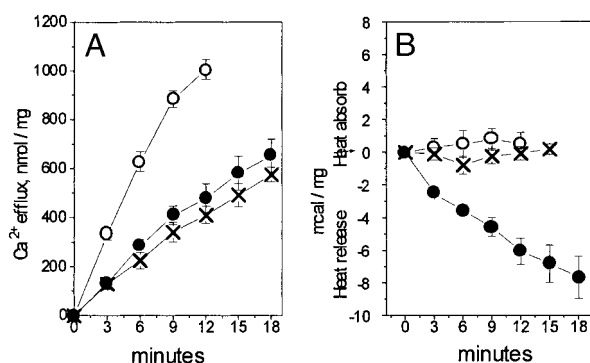 A
1200
1000
800
600
400
200
0
Ca2+ efflux, nmol / mg
0 3 6 9 12 15 18
minutes
B
8
6
4
2
0
-2
-4
-6
-8
-10
Heat absorb
mcal / mg
Heat release
0 3 6 9 12 15 18
minutes